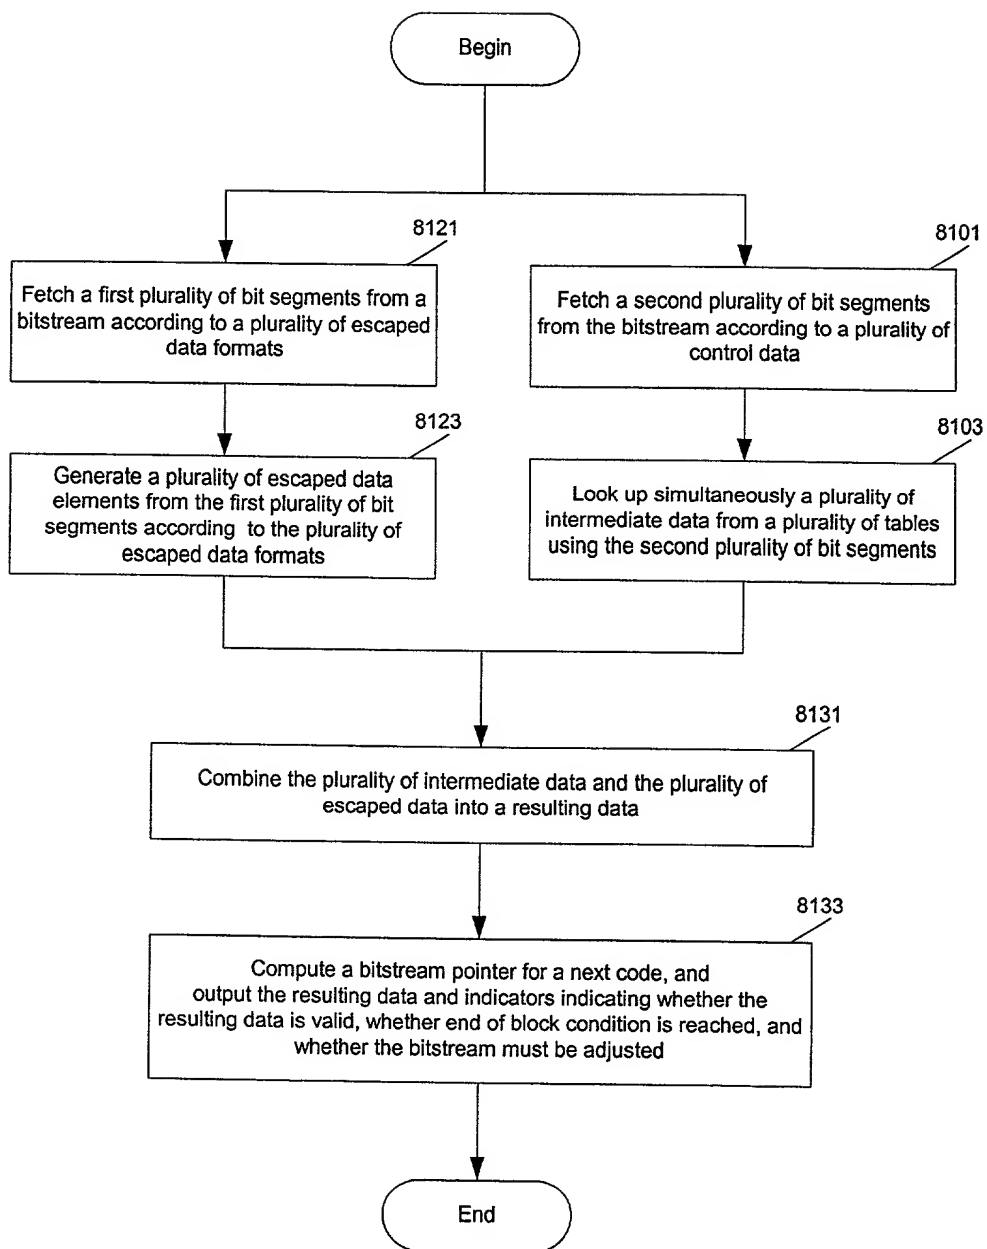 Begin
8121
Fetch a first plurality of bit segments from a
bitstream according to a plurality of escaped
data formats
8101
Fetch a second plurality of bit segments
from the bitstream according to a plurality of
control data
8123
Generate a plurality of escaped data
elements from the first plurality of bit
segments according to the plurality of
escaped data formats
8103
Look up simultaneously a plurality of
intermediate data from a plurality of tables
using the second plurality of bit segments
8131
Combine the plurality of intermediate data and the plurality of
escaped data into a resulting data
8133
Compute a bitstream pointer for a next code, and
output the resulting data and indicators indicating whether the
resulting data is valid, whether end of block condition is reached, and
whether the bitstream must be adjusted
End